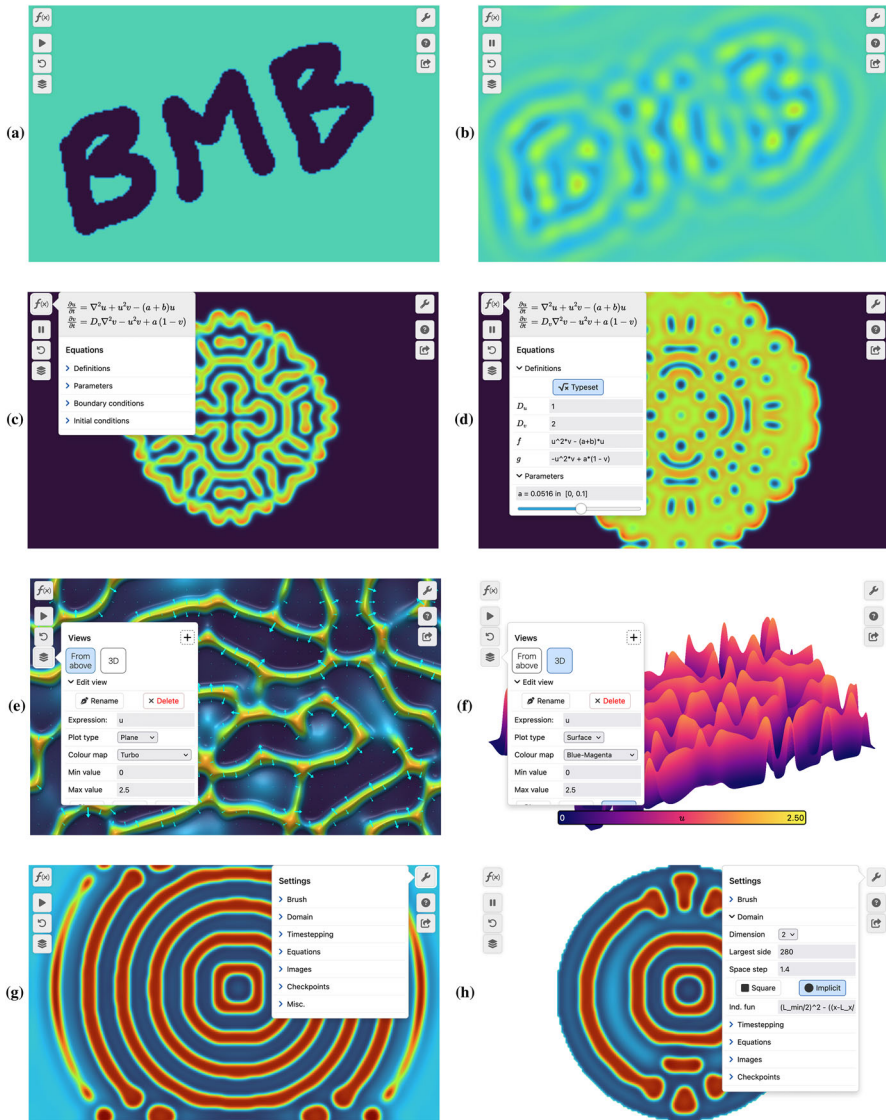 f(x)
BMB
(a)
f(x)
(b)
f(x)
∂u/∂t = ∇²u + u²v − (a + b)u
∂v/∂t = D_v∇²v − u²v + a (1 − v)
Equations
Definitions
Parameters
Boundary conditions
Initial conditions
(c)
f(x)
∂u/∂t = ∇²u + u²v − (a + b)u
∂v/∂t = D_v∇²v − u²v + a (1 − v)
Equations
Definitions
Typeset
D_u 1
D_v 2
f u^2*v - (a+b)*u
g -u^2*v + a*(1 - v)
Parameters
a = 0.0516 in [0, 0.1]
(d)
f(x)
Views
+
From above 3D
Edit view
Rename Delete
Expression: u
Plot type Plane
Colour map Turbo
Min value 0
Max value 2.5
(e)
f(x)
Views
+
From above 3D
Edit view
Rename Delete
Expression: u
Plot type Surface
Colour map Blue-Magenta
Min value 0
Max value 2.5
0 u 2.50
(f)
f(x)
Settings
Brush
Domain
Timestepping
Equations
Images
Checkpoints
Misc.
(g)
f(x)
Settings
Brush
Domain
Dimension 2
Largest side 280
Space step 1.4
Square Implicit
Ind. fun (L_min/2)^2 - ((x-L_x/
Timestepping
Equations
Images
Checkpoints
(h)